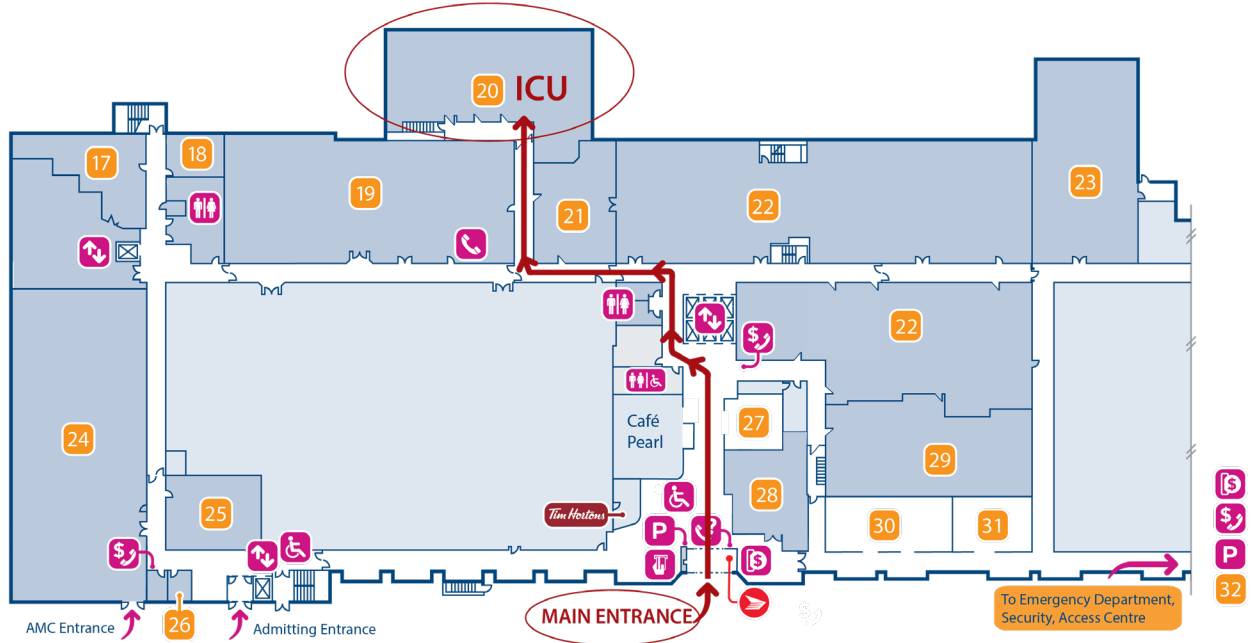 20 ICU
17
18
19
21
22
23
$
22
24
Café
Pearl
27
29
25
28
Tim Hortons
30
31
$
P
$
$
$
P
32
$
To Emergency Department,
Security, Access Centre
MAIN ENTRANCE
26
AMC Entrance
Admitting Entrance